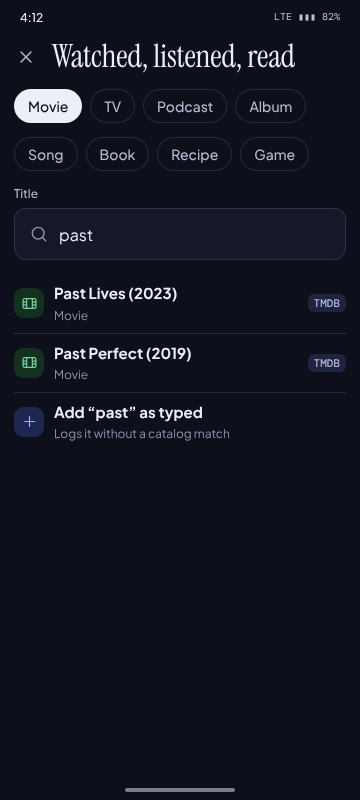 4:12
LTE 82%
Watched, listened, read
Movie TV Podcast Album
Song Book Recipe Game
Title
past
Past Lives (2023)
TMDB
Movie
Past Perfect (2019)
TMDB
Movie
Add “past” as typed
Logs it without a catalog match